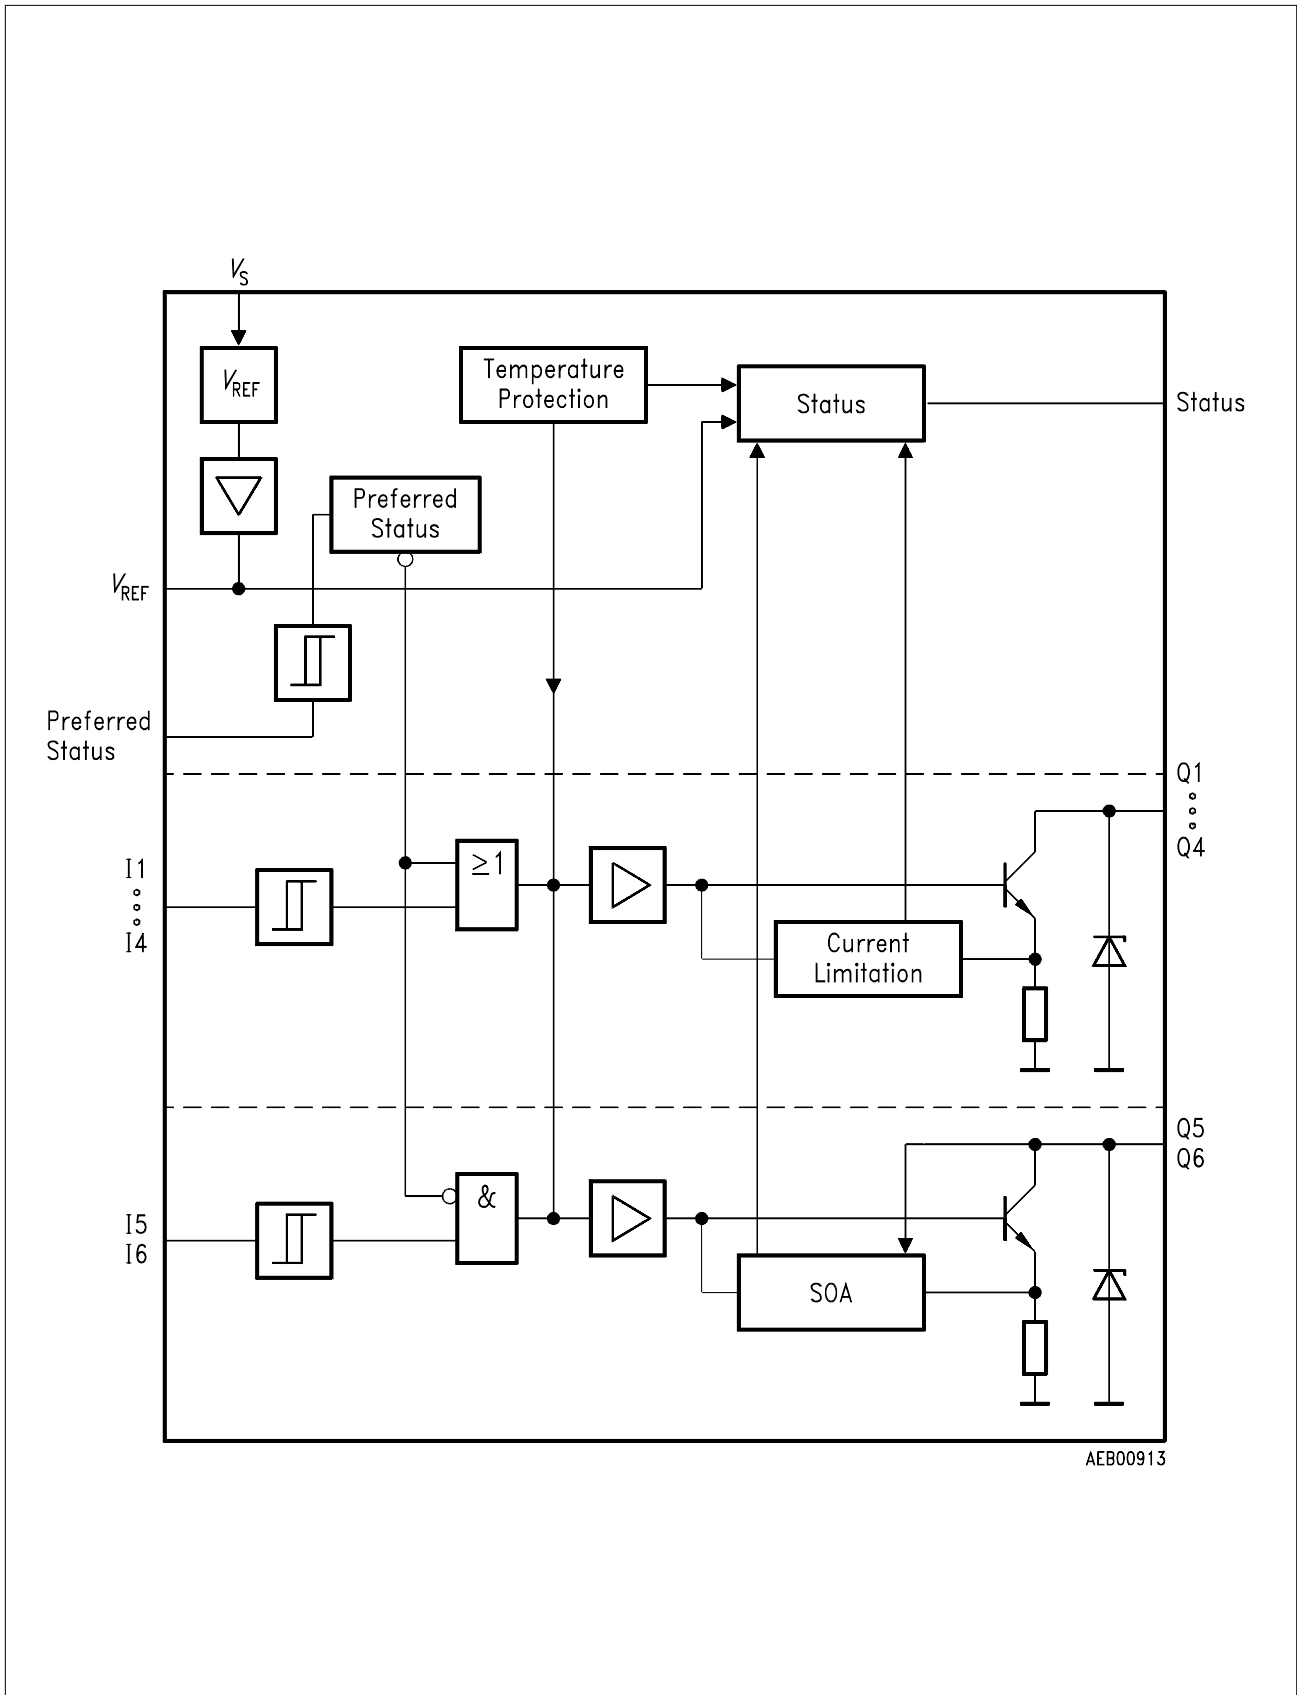 VS
VREF
Temperature
Protection
Status
Status
Preferred
Status
VREF
Preferred
Status
Q1
Q4
I1
I4
≥1
Current
Limitation
Q5
Q6
I5
I6
&
SOA
AEB00913